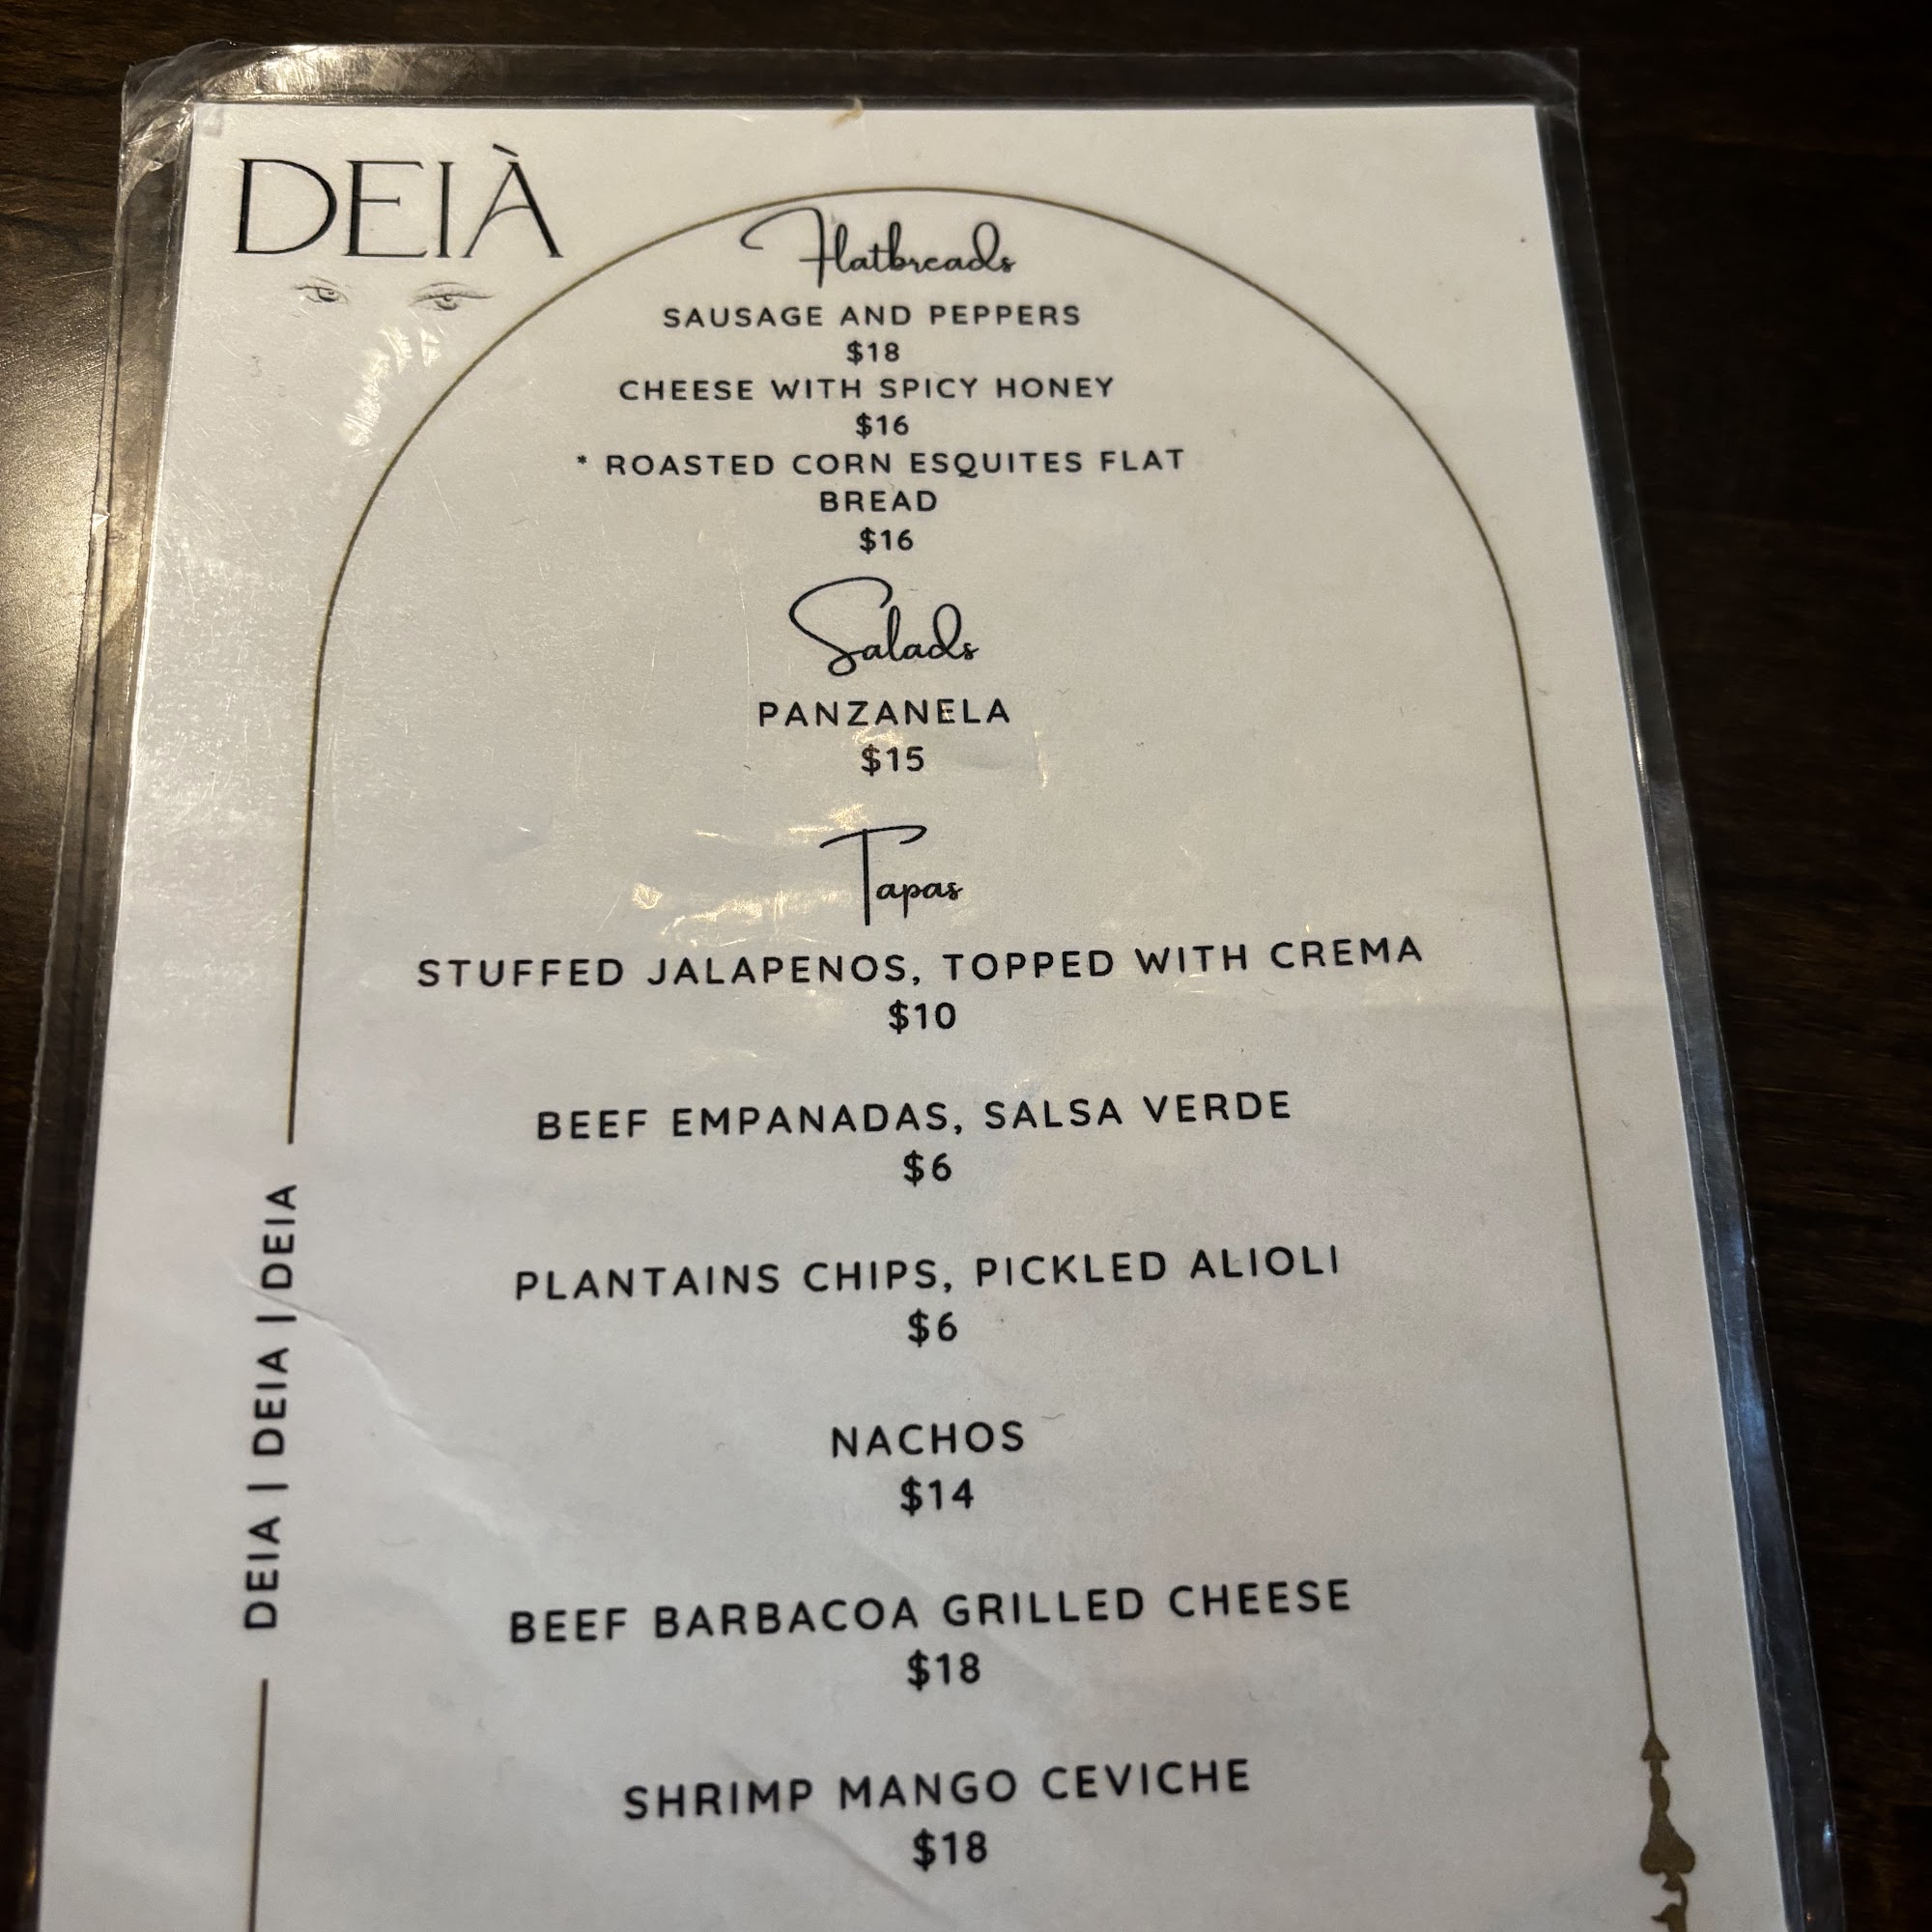 DEIÀ
Flatbreads
SAUSAGE AND PEPPERS
$18
CHEESE WITH SPICY HONEY
$16
* ROASTED CORN ESQUITES FLAT
BREAD
$16
Salads
PANZANELA
$15
Tapas
STUFFED JALAPENOS, TOPPED WITH CREMA
$10
BEEF EMPANADAS, SALSA VERDE
$6
PLANTAINS CHIPS, PICKLED ALIOLI
$6
NACHOS
$14
BEEF BARBACOA GRILLED CHEESE
$18
SHRIMP MANGO CEVICHE
$18
DEIA | DEIA | DEIA